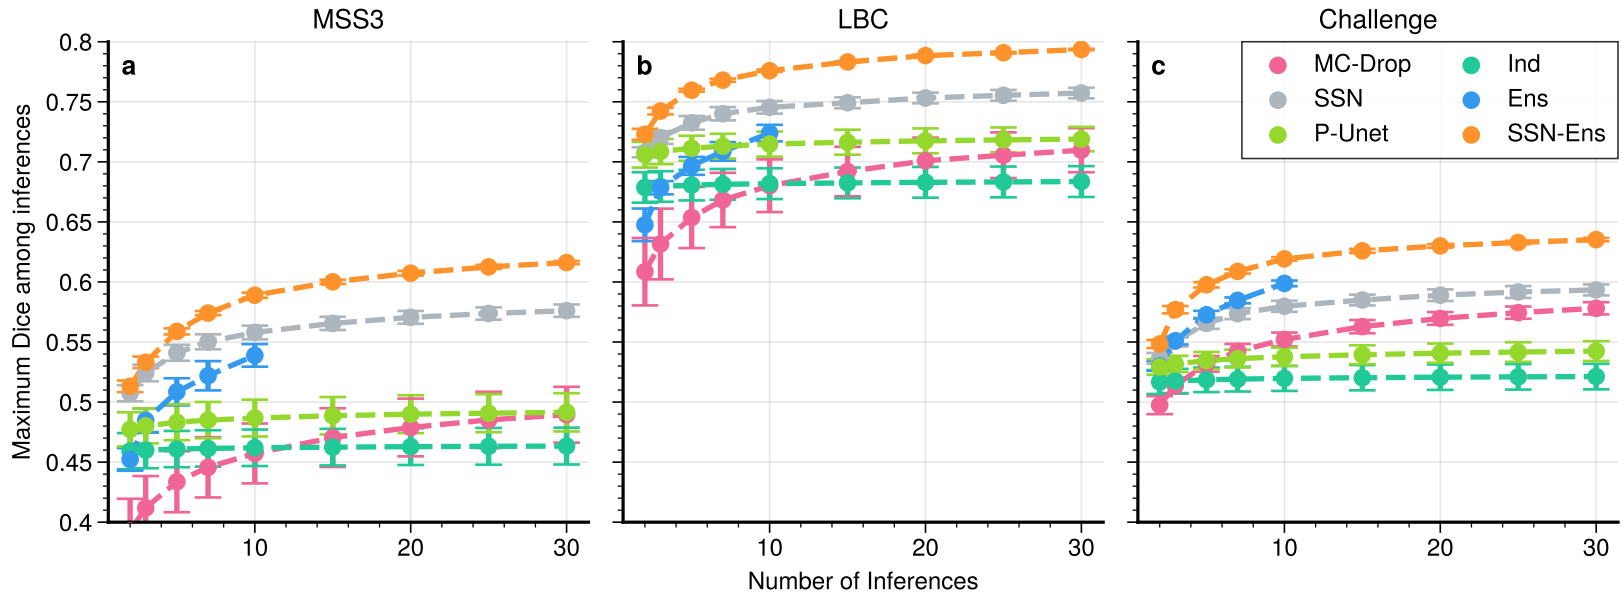 MSS3
LBC
Challenge
a
b
c
MC-Drop
Ind
SSN
Ens
P-Unet
SSN-Ens
Maximum Dice among inferences
0.8
0.75
0.7
0.65
0.6
0.55
0.5
0.45
0.4
10 20 30
10 20 30
10 20 30
Number of Inferences